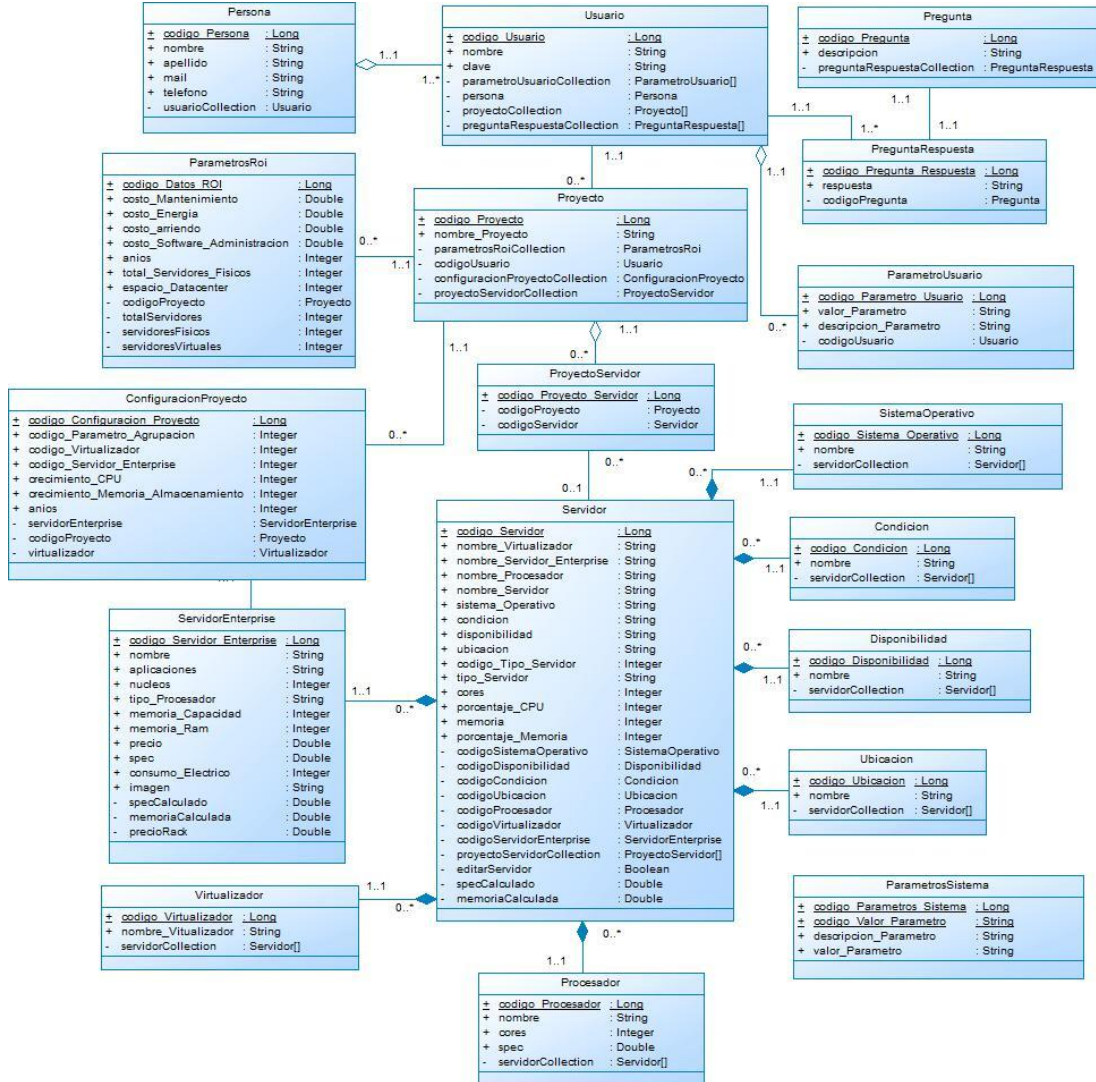 Persona
+ codigo_Persona : Long
+ nombre : String
+ apellido : String
+ mail : String
+ telefono : String
- usuarioCollection : Usuario
1..1
1..*
Usuario
+ codigo_Usuario : Long
+ nombre : String
+ clave : String
- parametroUsuarioCollection : ParametroUsuario[]
- persona : Persona
- proyectoCollection : Proyecto[]
- preguntaRespuestaCollection : PreguntaRespuesta[]
Pregunta
+ codigo_Pregunta : Long
+ descripcion : String
- preguntaRespuestaCollection : PreguntaRespuesta
1..1
1..1
1..1
1..*
PreguntaRespuesta
+ codigo_Pregunta_Respuesta : Long
+ respuesta : String
- codigoPregunta : Pregunta
1..1
0..*
1..1
0..*
ParametrosRoi
+ codigo_Datos_ROI : Long
+ costo_Mantenimiento : Double
+ costo_Energia : Double
+ costo_arriendo : Double
+ costo_Software_Administracion : Double
+ anios : Integer
+ total_Servidores_Fisicos : Integer
+ espacio_Datacenter : Integer
- codigoProyecto : Proyecto
- totalServidores : Integer
- servidoresFisicos : Integer
- servidoresVirtuales : Integer
0..*
1..1
Proyecto
+ codigo_Proyecto : Long
+ nombre_Proyecto : String
- parametrosRoiCollection : ParametrosRoi
- codigoUsuario : Usuario
- configuracionProyectoCollection : ConfiguracionProyecto
- proyectoServidorCollection : ProyectoServidor
ParametroUsuario
+ codigo_Parametro_Usuario : Long
+ valor_Parametro : String
+ descripcion_Parametro : String
- codigoUsuario : Usuario
1..1
0..*
1..1
0..*
ProyectoServidor
+ codigo_Proyecto_Servidor : Long
- codigoProyecto : Proyecto
- codigoServidor : Servidor
0..*
0..1
ConfiguracionProyecto
+ codigo_Configuracion_Proyecto : Long
+ codigo_Parametro_Agrupacion : Integer
+ codigo_Virtualizador : Integer
+ codigo_Servidor_Enterprise : Integer
+ crecimiento_CPU : Integer
+ crecimiento_Memoria_Almacenamiento : Integer
+ anios : Integer
- servidorEnterprise : ServidorEnterprise
- codigoProyecto : Proyecto
- virtualizador : Virtualizador
SistemaOperativo
+ codigo_Sistema_Operativo : Long
+ nombre : String
- servidorCollection : Servidor[]
0..*
1..1
Servidor
+ codigo_Servidor : Long
+ nombre_Virtualizador : String
+ nombre_Servidor_Enterprise : String
+ nombre_Procesador : String
+ nombre_Servidor : String
+ sistema_Operativo : String
+ condicion : String
+ disponibilidad : String
+ ubicacion : String
+ codigo_Tipo_Servidor : Integer
+ tipo_Servidor : String
+ cores : Integer
+ porcentaje_CPU : Integer
+ memoria : Integer
+ porcentaje_Memoria : Integer
- codigoSistemaOperativo : SistemaOperativo
- codigoDisponibilidad : Disponibilidad
- codigoCondicion : Condicion
- codigoUbicacion : Ubicacion
- codigoProcesador : Procesador
- codigoVirtualizador : Virtualizador
- codigoServidorEnterprise : ServidorEnterprise
- proyectoServidorCollection : ProyectoServidor[]
- editarServidor : Boolean
- specCalculado : Double
- memoriaCalculada : Double
Condicion
+ codigo_Condicion : Long
+ nombre : String
- servidorCollection : Servidor[]
0..*
1..1
Disponibilidad
+ codigo_Disponibilidad : Long
+ nombre : String
- servidorCollection : Servidor[]
0..*
1..1
Ubicacion
+ codigo_Ubicacion : Long
+ nombre : String
- servidorCollection : Servidor[]
0..*
1..1
ServidorEnterprise
+ codigo_Servidor_Enterprise : Long
+ nombre : String
+ aplicaciones : String
+ nucleos : Integer
+ tipo_Procesador : String
+ memoria_Capacidad : Integer
+ memoria_Ram : Integer
+ precio : Double
+ spec : Double
+ consumo_Electrico : Integer
+ imagen : String
- specCalculado : Double
- memoriaCalculada : Double
- precioRack : Double
1..1
0..*
Virtualizador
+ codigo_Virtualizador : Long
+ nombre_Virtualizador : String
- servidorCollection : Servidor[]
1..1
0..*
ParametrosSistema
+ codigo_Parametros_Sistema : Long
+ codigo_Valor_Parametro : String
+ descripcion_Parametro : String
+ valor_Parametro : String
0..*
1..1
Procesador
+ codigo_Procesador : Long
+ nombre : String
+ cores : Integer
+ spec : Double
- servidorCollection : Servidor[]